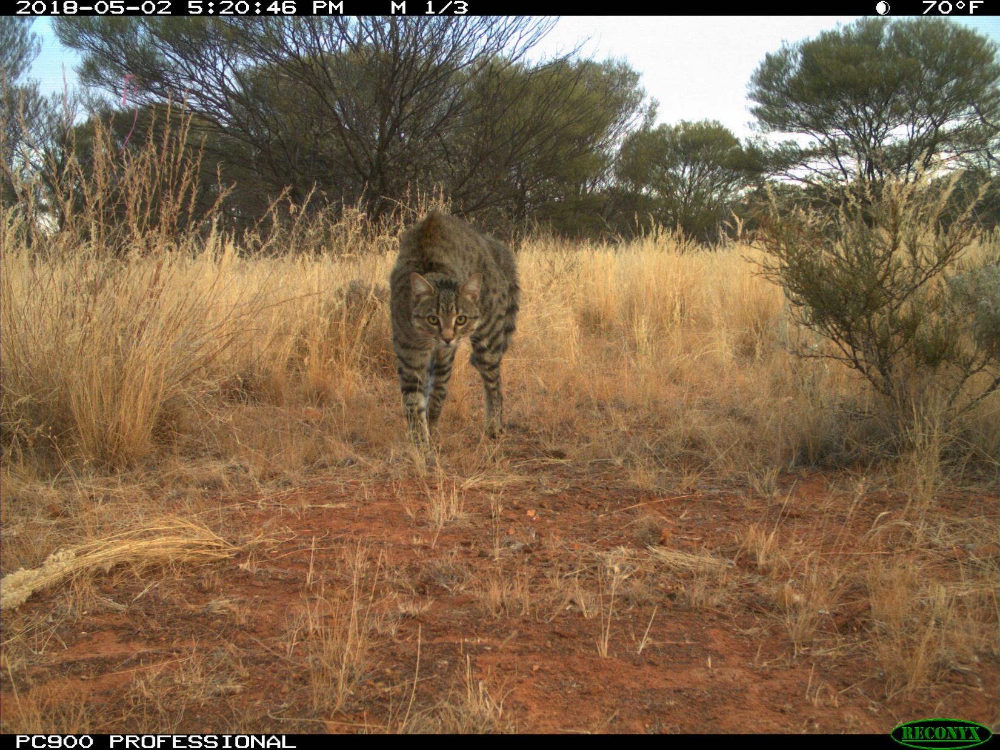 2018-05-02 5:20:46 PM M 1/3 70°F
PC900 PROFESSIONAL RECONYX